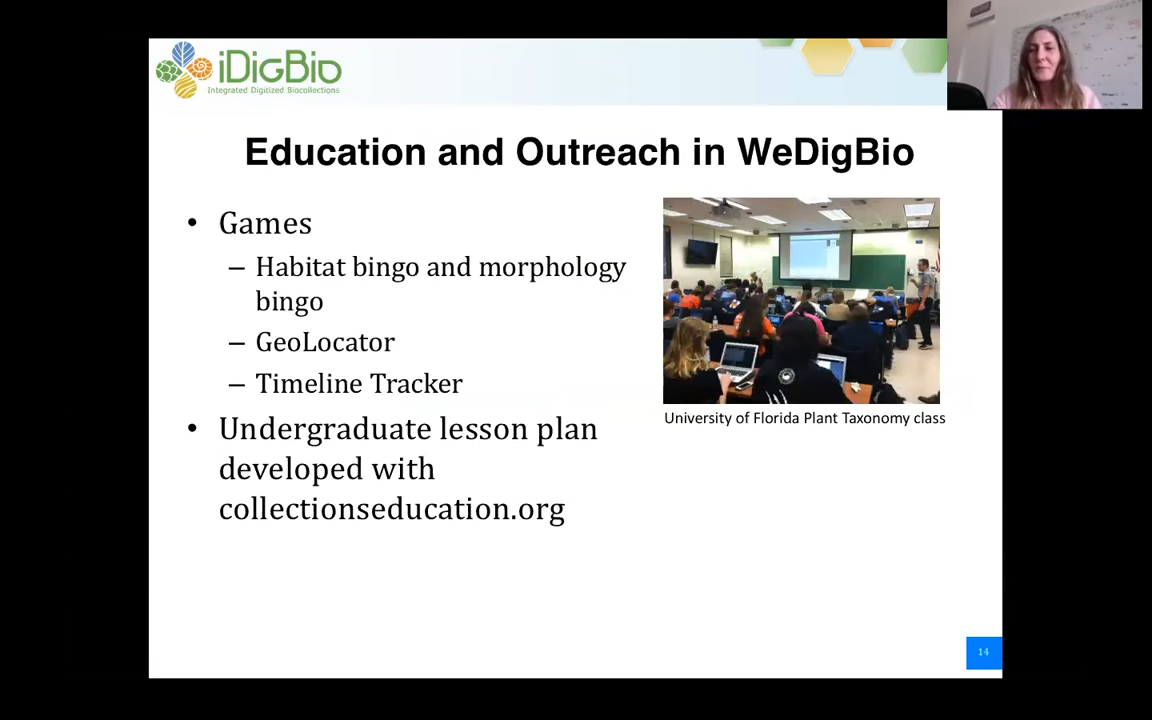 iDigBio
Integrated Digitized Biocollections
Education and Outreach in WeDigBio
• Games
– Habitat bingo and morphology
bingo
– GeoLocator
– Timeline Tracker
• Undergraduate lesson plan
developed with
collectionseducation.org
University of Florida Plant Taxonomy class
14